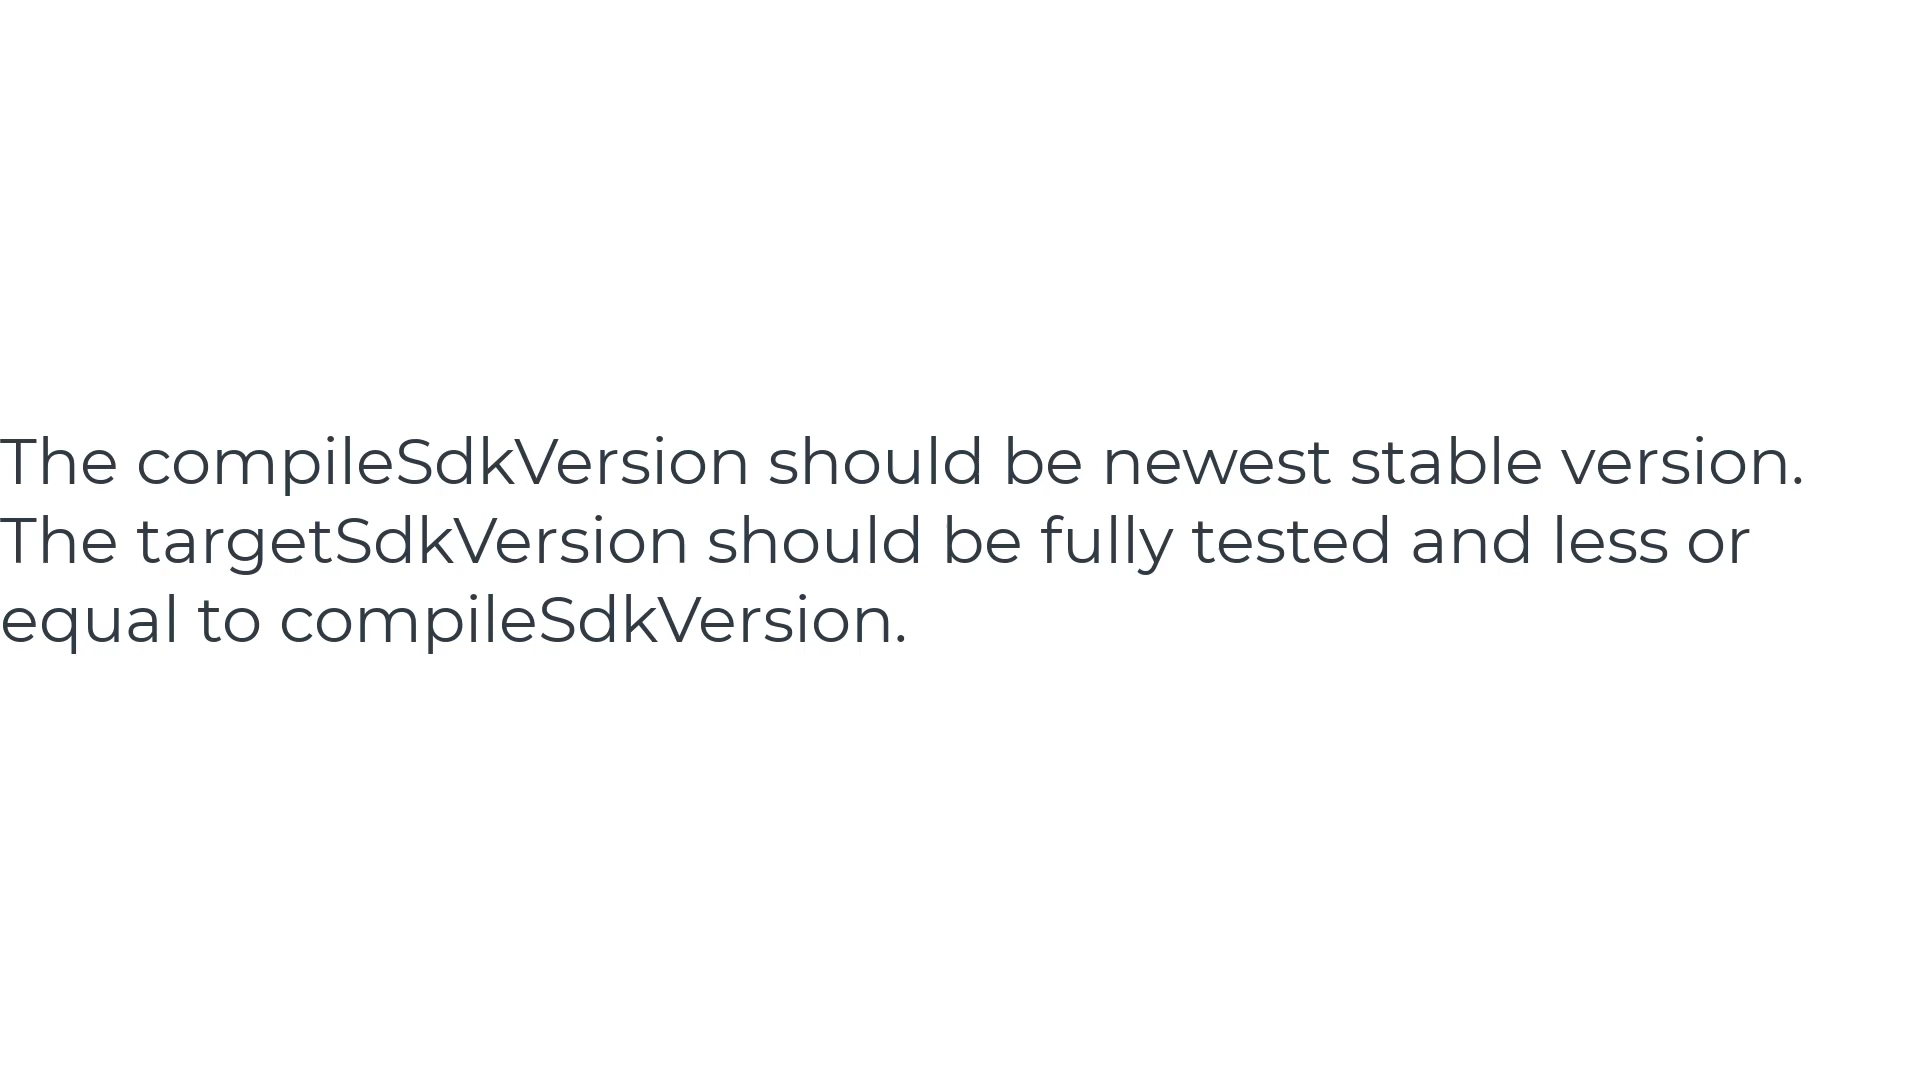 The compileSdkVersion should be newest stable version.
The targetSdkVersion should be fully tested and less or
equal to compileSdkVersion.